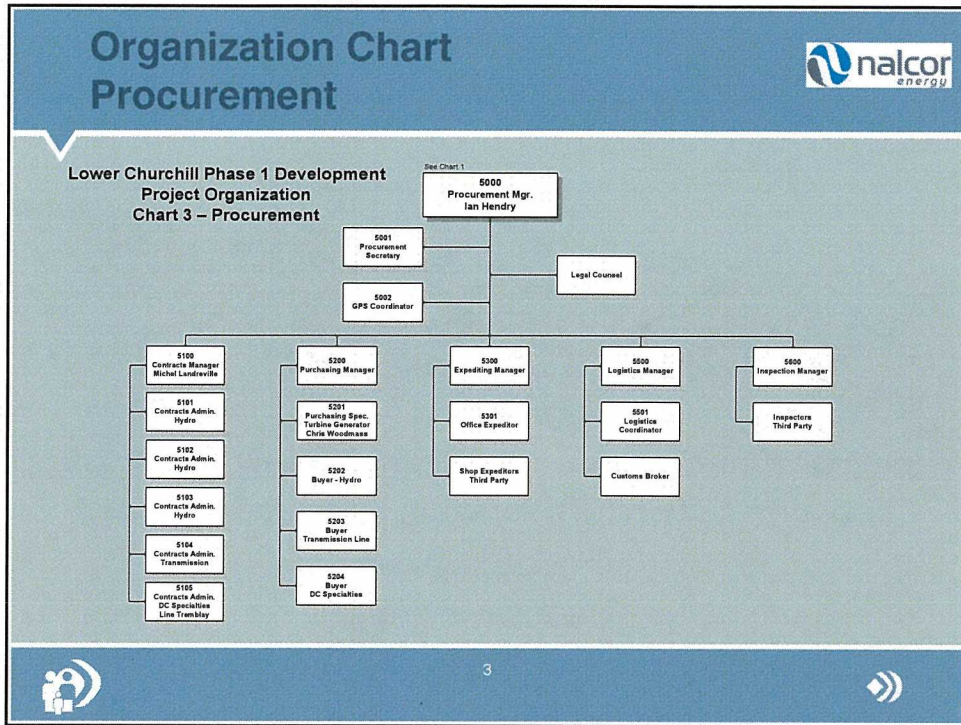 Organization Chart
Procurement
nalcor
energy
Lower Churchill Phase 1 Development
Project Organization
Chart 3 – Procurement
See Chart 1
5000
Procurement Mgr.
Ian Hendry
5001
Procurement
Secretary
Legal Counsel
5002
GPS Coordinator
5100
Contracts Manager
Michel Landreville
5200
Purchasing Manager
5300
Expediting Manager
5500
Logistics Manager
5600
Inspection Manager
5101
Contracts Admin.
Hydro
5201
Purchasing Spec.
Turbine Generator
Chris Woodmass
5301
Office Expeditor
5501
Logistics
Coordinator
Inspectors
Third Party
5102
Contracts Admin.
Hydro
5202
Buyer - Hydro
Shop Expeditors
Third Party
Customs Broker
5103
Contracts Admin.
Hydro
5203
Buyer
Transmission Line
5104
Contracts Admin.
Transmission
5204
Buyer
DC Specialties
5105
Contracts Admin.
DC Specialties
Line Tremblay
3